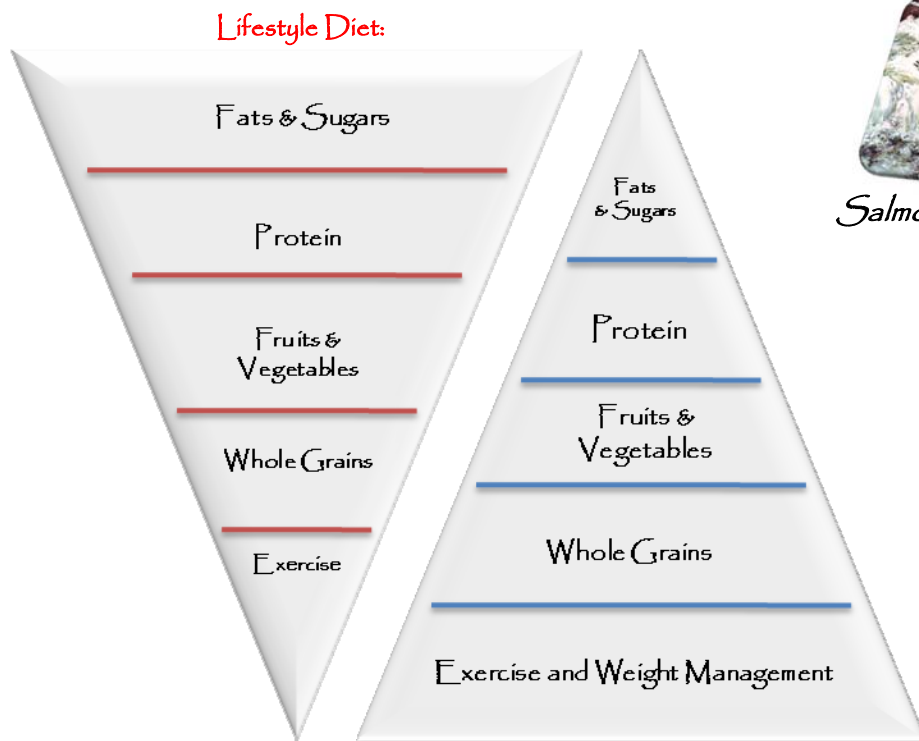 Lifestyle Diet:
Fats & Sugars
Protein
Fruits &
Vegetables
Whole Grains
Exercise
Fats
& Sugars
Protein
Fruits &
Vegetables
Whole Grains
Exercise and Weight Management